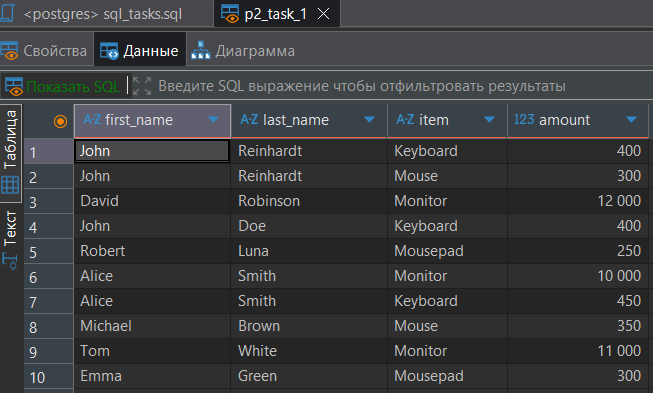 <postgres> sql_tasks.sql p2_task_1
Свойства Данные Диаграмма
Показать SQL Введите SQL выражение чтобы отфильтровать результаты
Таблица
Текст
A-Z first_name A-Z last_name A-Z item 123 amount
1 John Reinhardt Keyboard 400
2 John Reinhardt Mouse 300
3 David Robinson Monitor 12 000
4 John Doe Keyboard 400
5 Robert Luna Mousepad 250
6 Alice Smith Monitor 10 000
7 Alice Smith Keyboard 450
8 Michael Brown Mouse 350
9 Tom White Monitor 11 000
10 Emma Green Mousepad 300